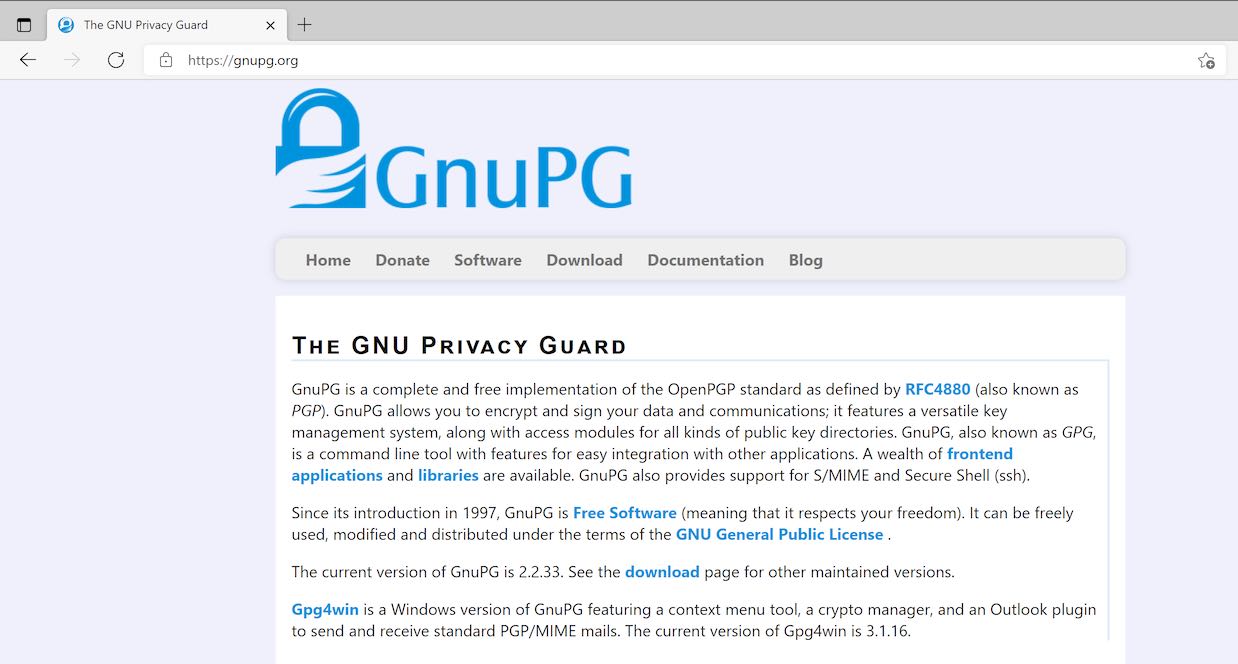 The GNU Privacy Guard
https://gnupg.org
GnuPG
Home Donate Software Download Documentation Blog
THE GNU PRIVACY GUARD
GnuPG is a complete and free implementation of the OpenPGP standard as defined by RFC4880 (also known as
PGP). GnuPG allows you to encrypt and sign your data and communications; it features a versatile key
management system, along with access modules for all kinds of public key directories. GnuPG, also known as GPG,
is a command line tool with features for easy integration with other applications. A wealth of frontend
applications and libraries are available. GnuPG also provides support for S/MIME and Secure Shell (ssh).
Since its introduction in 1997, GnuPG is Free Software (meaning that it respects your freedom). It can be freely
used, modified and distributed under the terms of the GNU General Public License .
The current version of GnuPG is 2.2.33. See the download page for other maintained versions.
Gpg4win is a Windows version of GnuPG featuring a context menu tool, a crypto manager, and an Outlook plugin
to send and receive standard PGP/MIME mails. The current version of Gpg4win is 3.1.16.